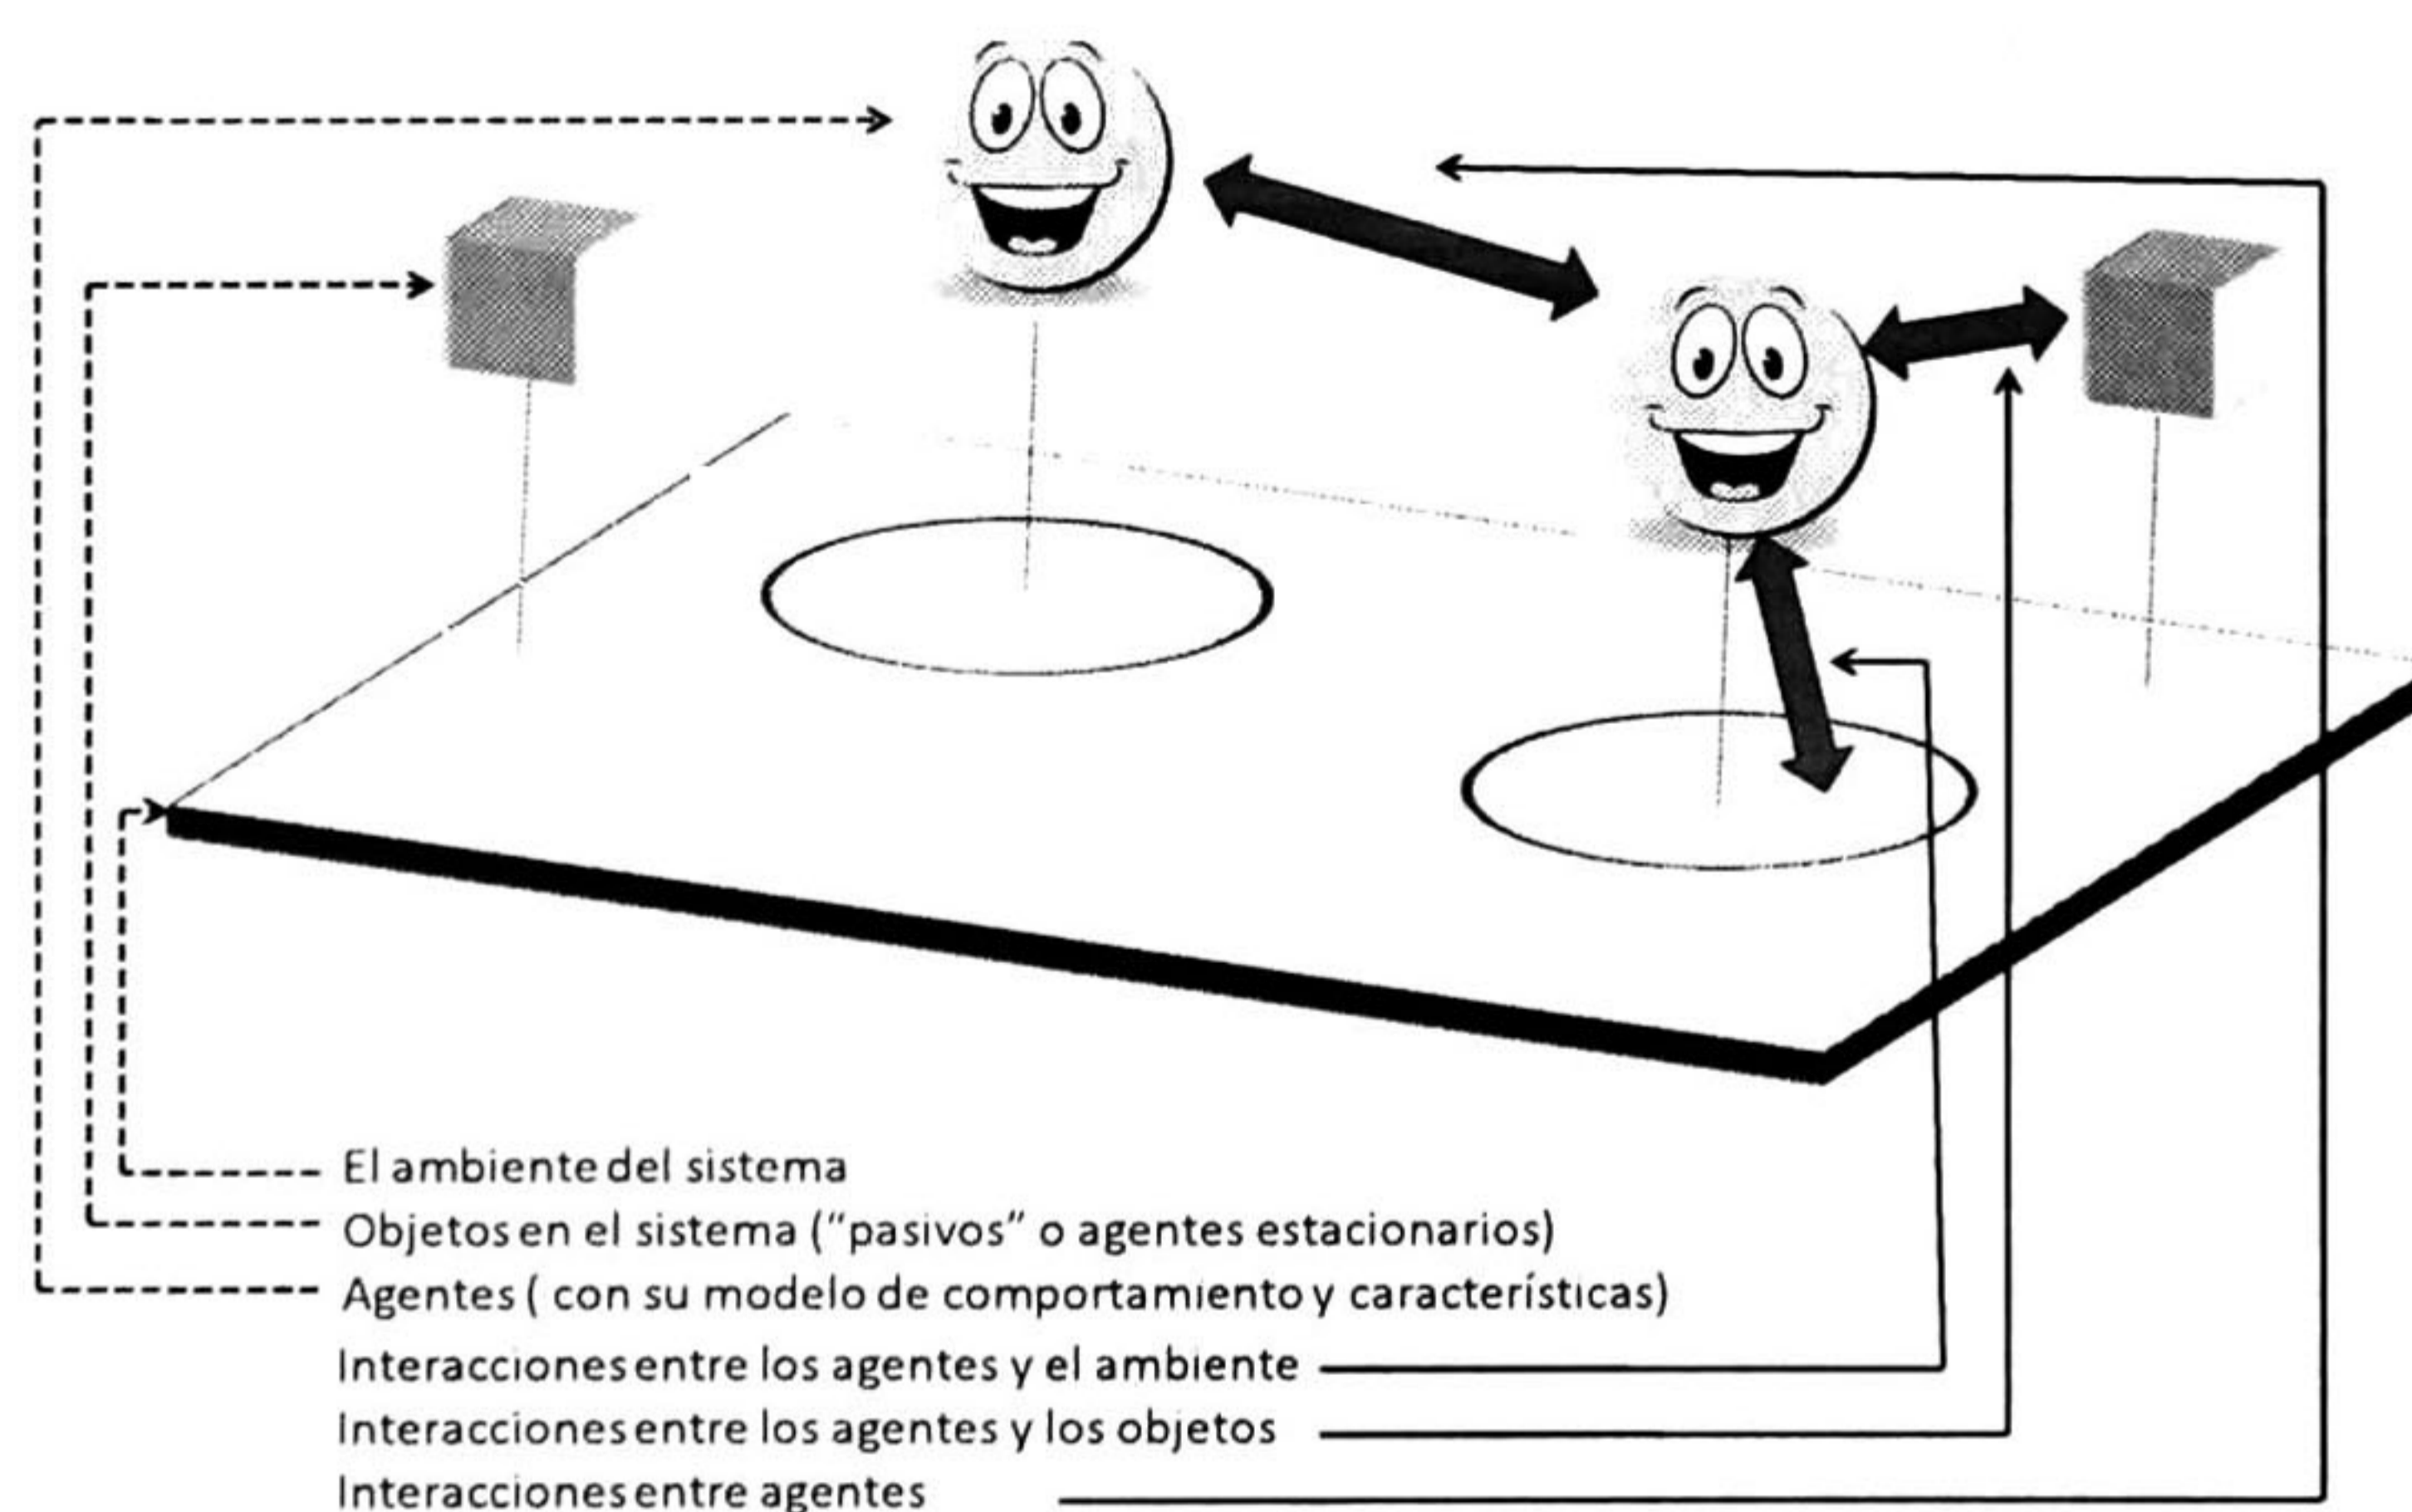 El ambiente del sistema
Objetos en el sistema (“pasivos” o agentes estacionarios)
Agentes ( con su modelo de comportamiento y características)
Interacciones entre los agentes y el ambiente
Interacciones entre los agentes y los objetos
Interacciones entre agentes